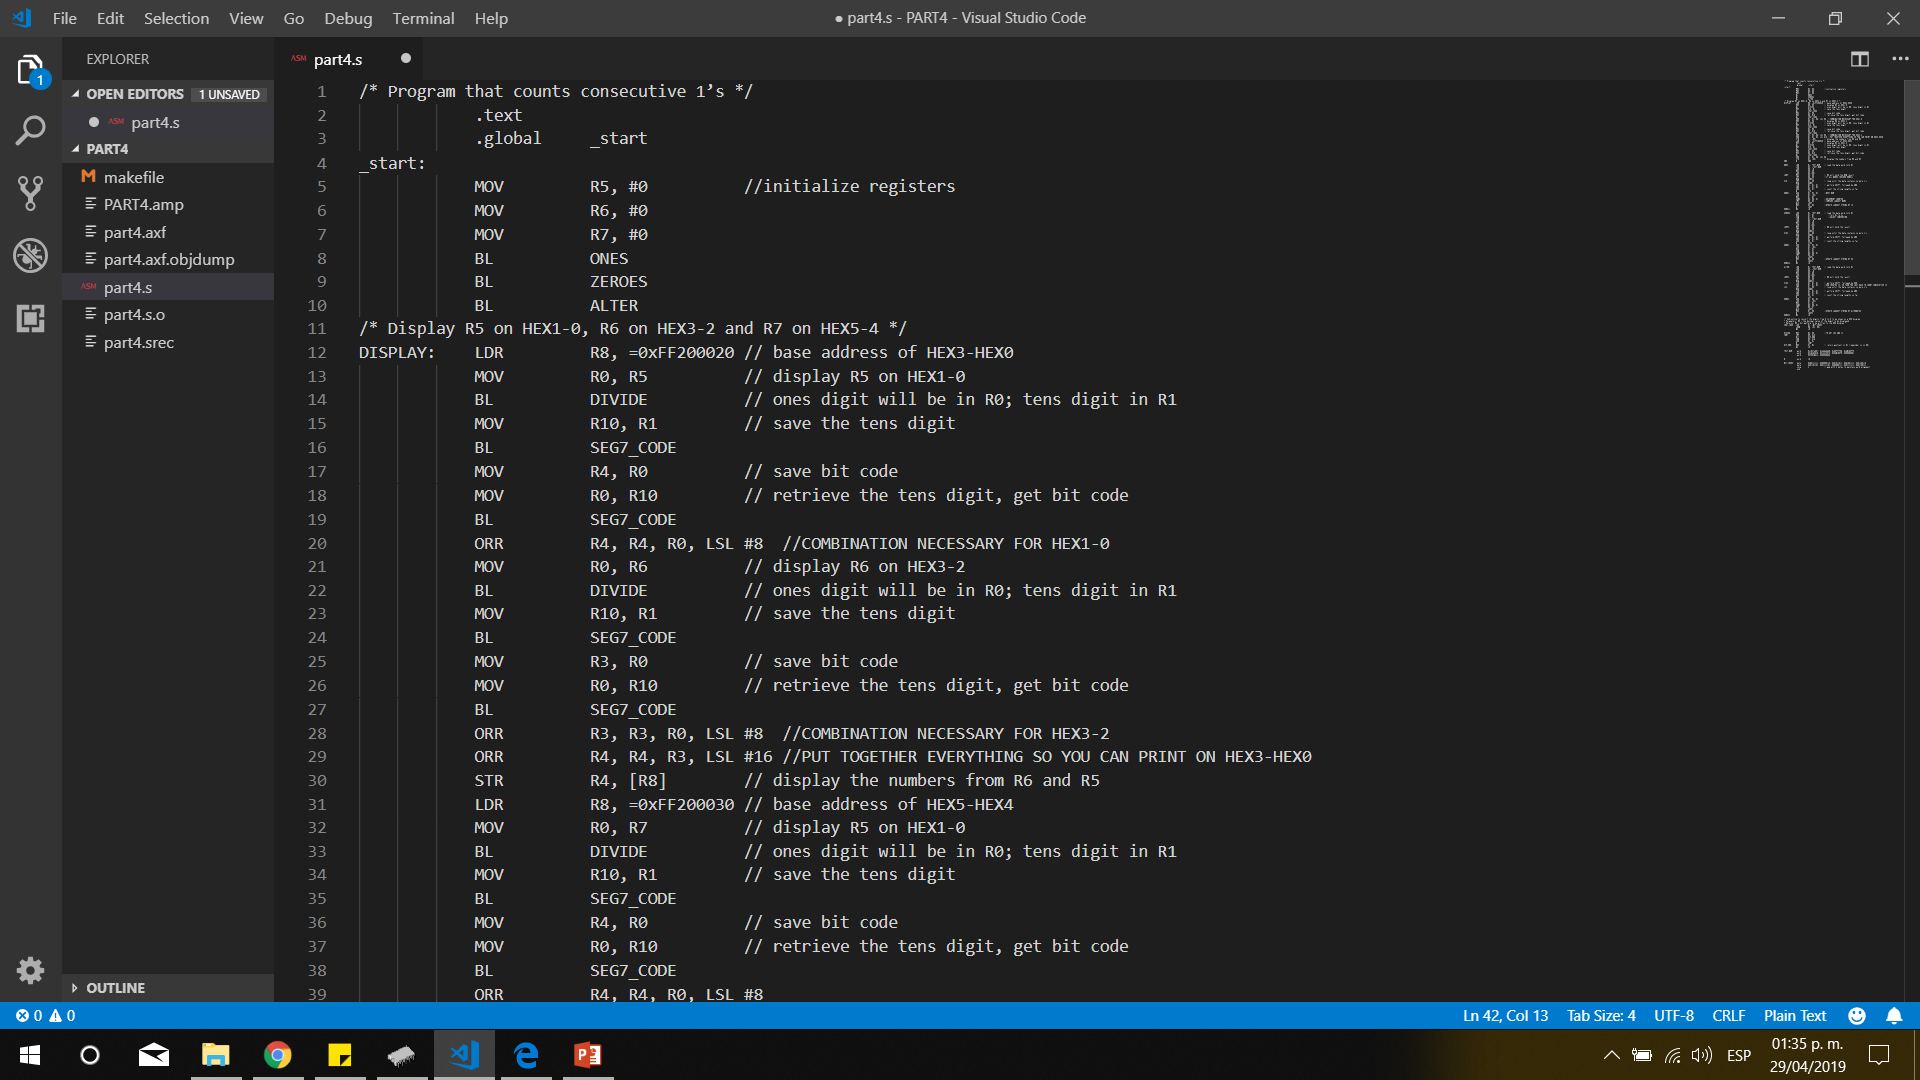 File Edit Selection View Go Debug Terminal Help
● part4.s - PART4 - Visual Studio Code
EXPLORER
OPEN EDITORS 1 UNSAVED
ASM part4.s
PART4
M makefile
PART4.amp
part4.axf
part4.axf.objdump
ASM part4.s
part4.s.o
part4.srec
OUTLINE
1
ASM part4.s
1 /* Program that counts consecutive 1’s */
2 .text
3 .global _start
4 _start:
5 MOV R5, #0 //initialize registers
6 MOV R6, #0
7 MOV R7, #0
8 BL ONES
9 BL ZEROES
10 BL ALTER
11 /* Display R5 on HEX1-0, R6 on HEX3-2 and R7 on HEX5-4 */
12 DISPLAY: LDR R8, =0xFF200020 // base address of HEX3-HEX0
13 MOV R0, R5 // display R5 on HEX1-0
14 BL DIVIDE // ones digit will be in R0; tens digit in R1
15 MOV R10, R1 // save the tens digit
16 BL SEG7_CODE
17 MOV R4, R0 // save bit code
18 MOV R0, R10 // retrieve the tens digit, get bit code
19 BL SEG7_CODE
20 ORR R4, R4, R0, LSL #8 //COMBINATION NECESSARY FOR HEX1-0
21 MOV R0, R6 // display R6 on HEX3-2
22 BL DIVIDE // ones digit will be in R0; tens digit in R1
23 MOV R10, R1 // save the tens digit
24 BL SEG7_CODE
25 MOV R3, R0 // save bit code
26 MOV R0, R10 // retrieve the tens digit, get bit code
27 BL SEG7_CODE
28 ORR R3, R3, R0, LSL #8 //COMBINATION NECESSARY FOR HEX3-2
29 ORR R4, R4, R3, LSL #16 //PUT TOGETHER EVERYTHING SO YOU CAN PRINT ON HEX3-HEX0
30 STR R4, [R8] // display the numbers from R6 and R5
31 LDR R8, =0xFF200030 // base address of HEX5-HEX4
32 MOV R0, R7 // display R5 on HEX1-0
33 BL DIVIDE // ones digit will be in R0; tens digit in R1
34 MOV R10, R1 // save the tens digit
35 BL SEG7_CODE
36 MOV R4, R0 // save bit code
37 MOV R0, R10 // retrieve the tens digit, get bit code
38 BL SEG7_CODE
39 ORR R4, R4, R0, LSL #8
0 0 Ln 42, Col 13 Tab Size: 4 UTF-8 CRLF Plain Text
ESP
01:35 p. m.
29/04/2019